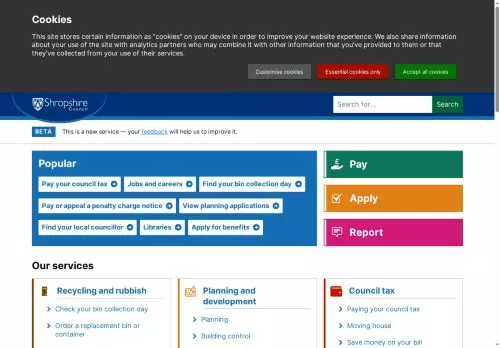 Cookies
This site stores certain information as "cookies" on your device in order to improve your website experience. We also share information
about your use of the site with analytics partners who may combine it with other information that you've provided to them or that
they've collected from your use of their services.
Customise cookies
Essential cookies only
Accept all cookies
Shropshire
Council
Search for...
Search
BETA
This is a new service — your feedback will help us to improve it.
Popular
Pay your council tax
Jobs and careers
Find your bin collection day
Pay or appeal a penalty charge notice
View planning applications
Find your local councillor
Libraries
Apply for benefits
Pay
Apply
Report
Our services
Recycling and rubbish
Check your bin collection day
Order a replacement bin or
container
Planning and
development
Planning
Building control
Council tax
Paying your council tax
Moving house
Save money on your bill